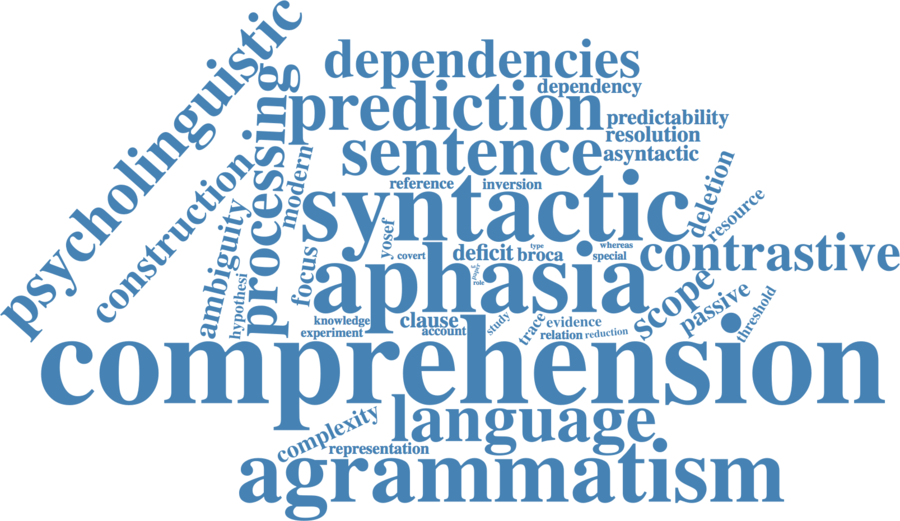 psycholinguistic
dependencies
dependency
prediction
predictability
resolution
sentence
asyntactic
processing
modern
construction
reference
inversion
syntactic
deletion
resource
ambiguity
hypothesi
focus
yosef
covert
deficit
broca
type
whereas
special
contrastive
aphasia
role
scope
passive
threshold
knowledge
experiment
clause
account
study
trace
evidence
relation
reduction
comprehension
language
complexity
representation
agrammatism